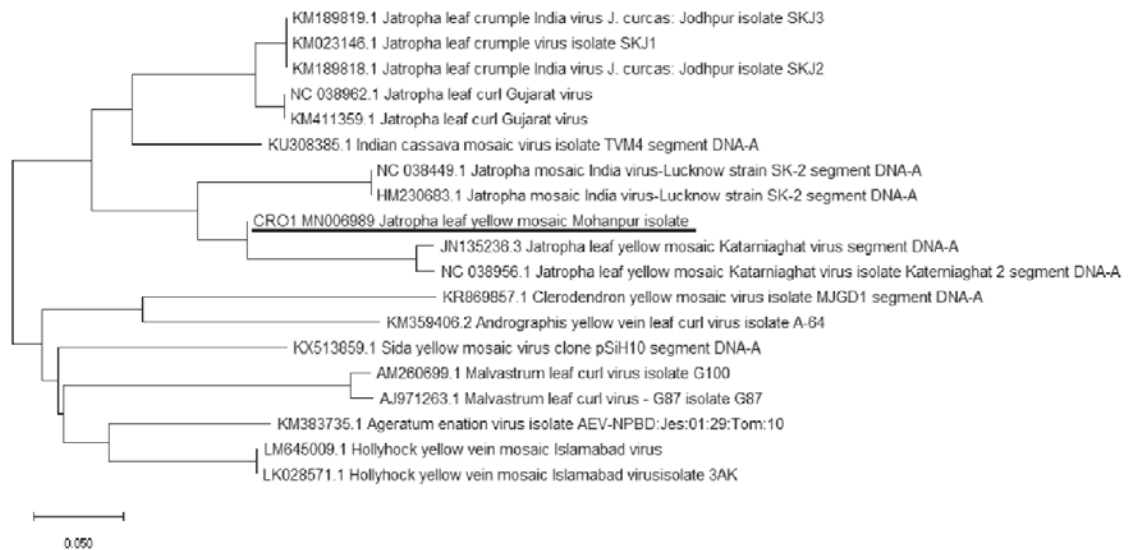 KM189819.1 Jatropha leaf crumple India virus J. curcas: Jodhpur isolate SKJ3
KM023146.1 Jatropha leaf crumple virus isolate SKJ1
KM189818.1 Jatropha leaf crumple India virus J. curcas: Jodhpur isolate SKJ2
NC 038962.1 Jatropha leaf curl Gujarat virus
KM411359.1 Jatropha leaf curl Gujarat virus
KU308385.1 Indian cassava mosaic virus isolate TVM4 segment DNA-A
NC 038449.1 Jatropha mosaic India virus-Lucknow strain SK-2 segment DNA-A
HM230683.1 Jatropha mosaic India virus-Lucknow strain SK-2 segment DNA-A
CRO1 MN006989 Jatropha leaf yellow mosaic Mohanpur isolate
JN135236.3 Jatropha leaf yellow mosaic Katarniaghat virus segment DNA-A
NC 038956.1 Jatropha leaf yellow mosaic Katarniaghat virus isolate Katerniaghat 2 segment DNA-A
KR869857.1 Clerodendron yellow mosaic virus isolate MJGD1 segment DNA-A
KM359406.2 Andrographis yellow vein leaf curl virus isolate A-64
KX513859.1 Sida yellow mosaic virus clone pSiH10 segment DNA-A
AM260699.1 Malvastrum leaf curl virus isolate G100
AJ971263.1 Malvastrum leaf curl virus - G87 isolate G87
KM383735.1 Ageratum enation virus isolate AEV-NPBD:Jes:01:29:Tom:10
LM645009.1 Hollyhock yellow vein mosaic Islamabad virus
LK028571.1 Hollyhock yellow vein mosaic Islamabad virusisolate 3AK
0.050